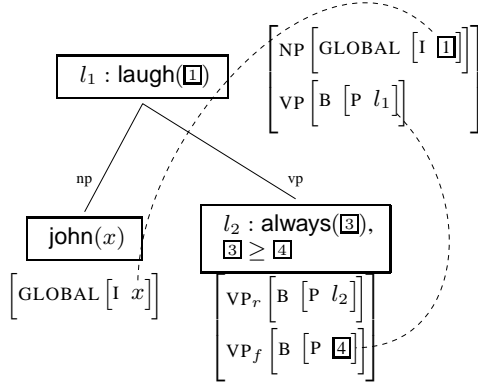 l₁ : laugh(1)
[NP [GLOBAL [I 1]]
VP [B [P l₁]]]
np
vp
john(x)
[GLOBAL [I x]]
l₂ : always(3),
3 ≥ 4
[VPᵣ [B [P l₂]]
VP_f [B [P 4]]]